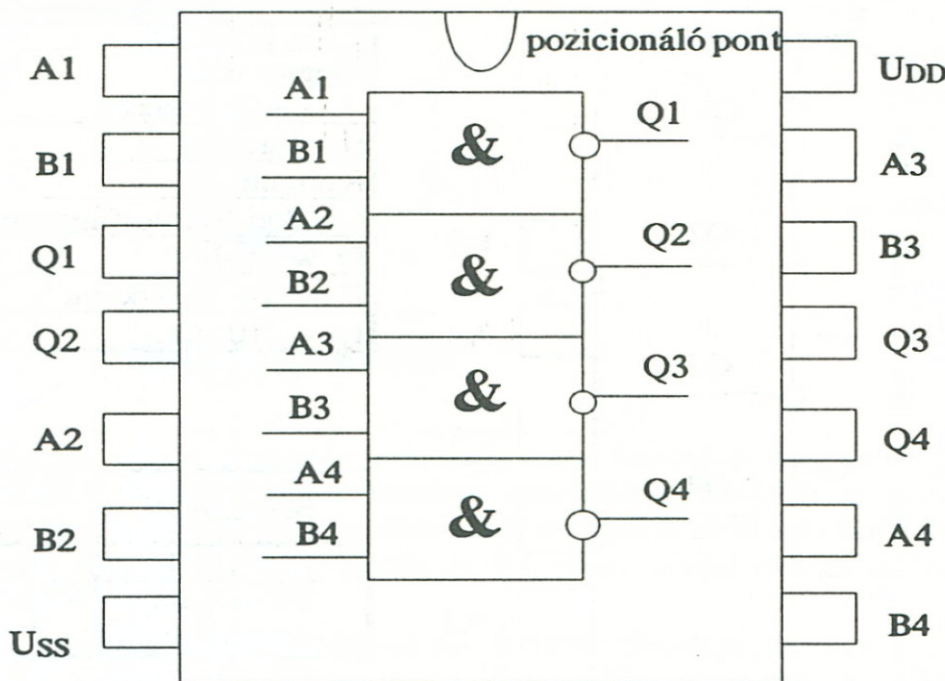 pozicionáló pont
A1
B1
Q1
Q2
A2
B2
USS
A1
B1
A2
B2
A3
B3
A4
B4
&
&
&
&
Q1
Q2
Q3
Q4
UDD
A3
B3
Q3
Q4
A4
B4